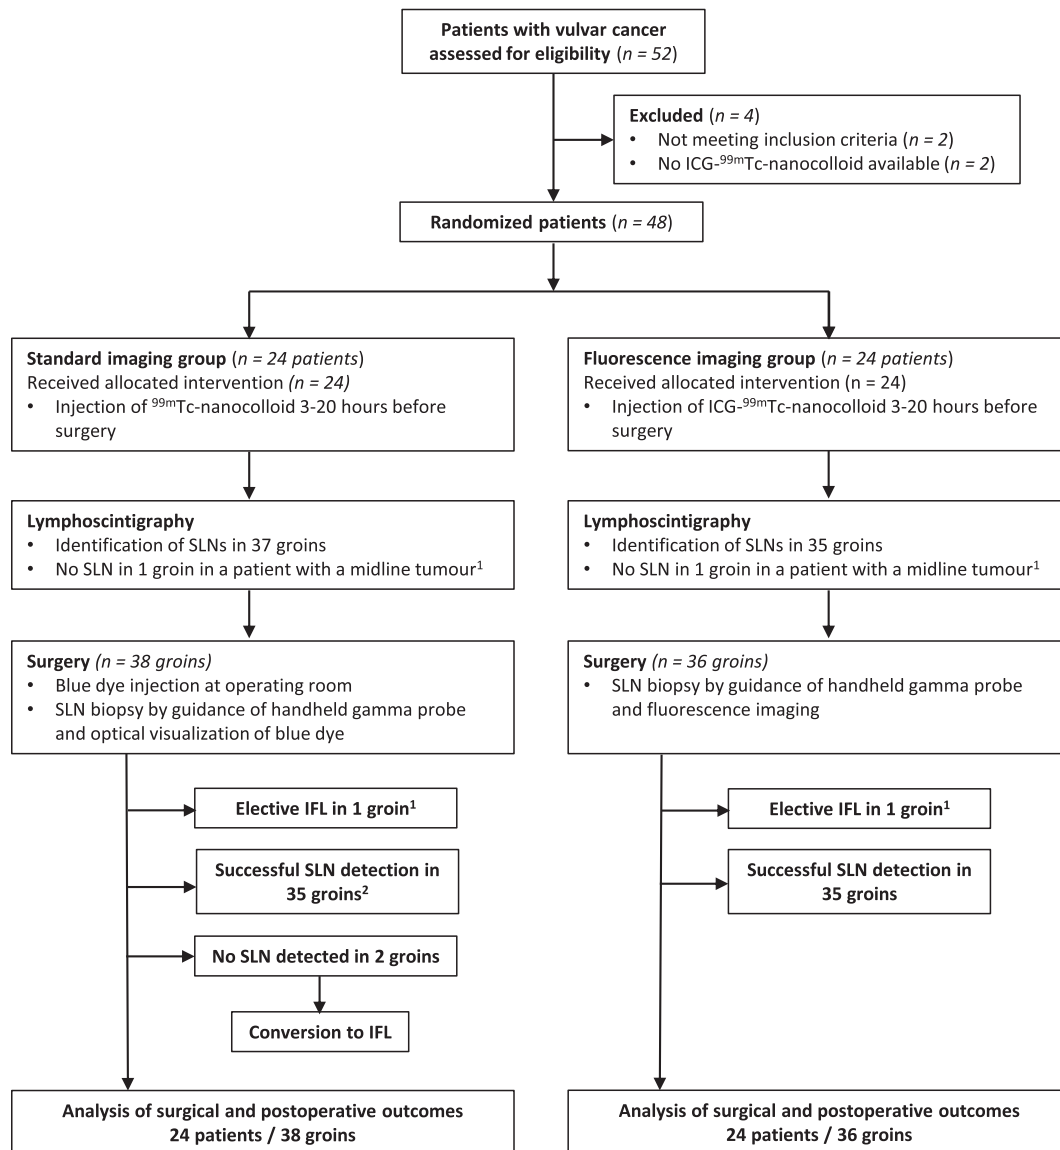 Patients with vulvar cancer
assessed for eligibility (n = 52)
Excluded (n = 4)
• Not meeting inclusion criteria (n = 2)
• No ICG-99mTc-nanocolloid available (n = 2)
Randomized patients (n = 48)
Standard imaging group (n = 24 patients)
Received allocated intervention (n = 24)
• Injection of 99mTc-nanocolloid 3-20 hours before
surgery
Fluorescence imaging group (n = 24 patients)
Received allocated intervention (n = 24)
• Injection of ICG-99mTc-nanocolloid 3-20 hours before
surgery
Lymphoscintigraphy
• Identification of SLNs in 37 groins
• No SLN in 1 groin in a patient with a midline tumour1
Lymphoscintigraphy
• Identification of SLNs in 35 groins
• No SLN in 1 groin in a patient with a midline tumour1
Surgery (n = 38 groins)
• Blue dye injection at operating room
• SLN biopsy by guidance of handheld gamma probe
and optical visualization of blue dye
Surgery (n = 36 groins)
• SLN biopsy by guidance of handheld gamma probe
and fluorescence imaging
Elective IFL in 1 groin1
Successful SLN detection in
35 groins2
No SLN detected in 2 groins
Conversion to IFL
Elective IFL in 1 groin1
Successful SLN detection in
35 groins
Analysis of surgical and postoperative outcomes
24 patients / 38 groins
Analysis of surgical and postoperative outcomes
24 patients / 36 groins